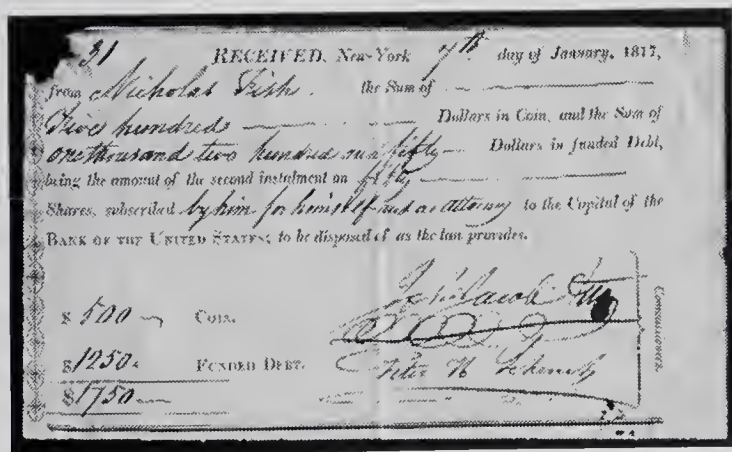 31 RECEIVED, New-York 7th day of January, 1817,
from Nicholas Fish. the Sum of
Five hundred Dollars in Coin, and the Sum of
one thousand two hundred and fifty Dollars in funded Debt,
being the amount of the second instalment on fifty
Shares, subscribed by him for himself and as attorney to the Capital of the
BANK OF THE UNITED STATES; to be disposed of as the law provides.
$ 500 COIN.
$ 1250 FUNDED DEBT.
$ 1750
Peter H Schenck
Commissioners.